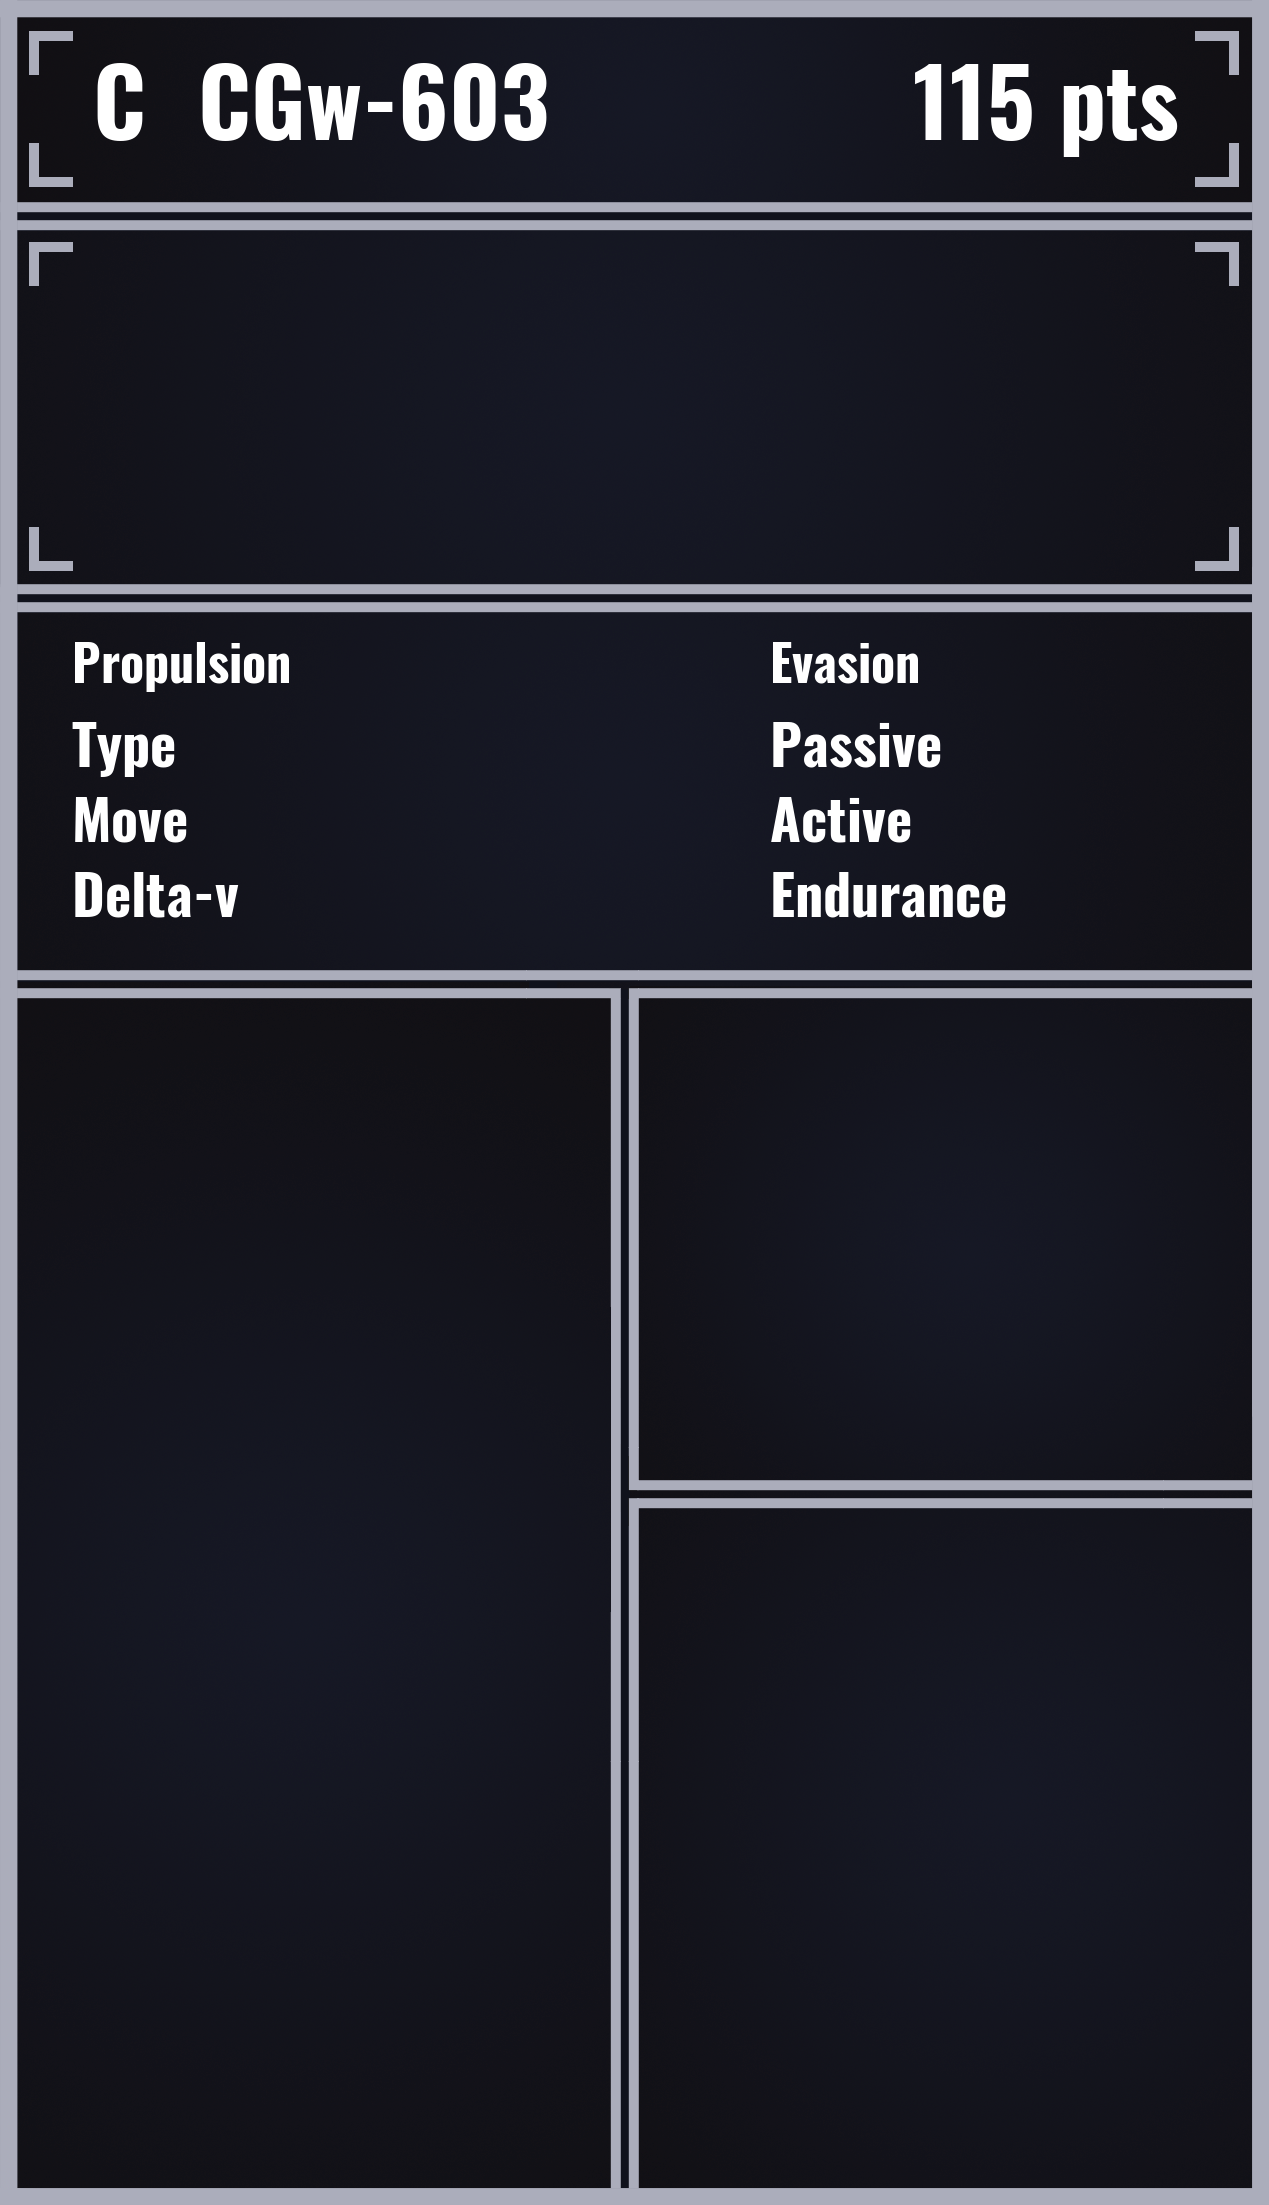 C CGw-603 115 pts
Propulsion Evasion
Type Passive
Move Active
Delta-v Endurance